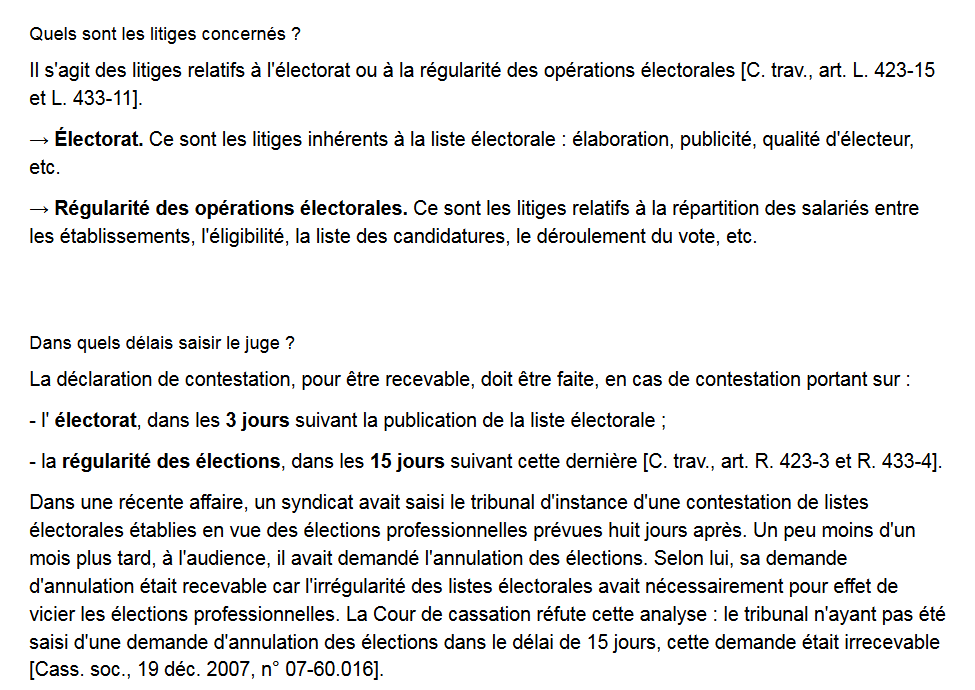 Quels sont les litiges concernés ?
Il s'agit des litiges relatifs à l'électorat ou à la régularité des opérations électorales [C. trav., art. L. 423-15
et L. 433-11].
→ Électorat. Ce sont les litiges inhérents à la liste électorale : élaboration, publicité, qualité d'électeur,
etc.
→ Régularité des opérations électorales. Ce sont les litiges relatifs à la répartition des salariés entre
les établissements, l'éligibilité, la liste des candidatures, le déroulement du vote, etc.
Dans quels délais saisir le juge ?
La déclaration de contestation, pour être recevable, doit être faite, en cas de contestation portant sur :
- l' électorat, dans les 3 jours suivant la publication de la liste électorale ;
- la régularité des élections, dans les 15 jours suivant cette dernière [C. trav., art. R. 423-3 et R. 433-4].
Dans une récente affaire, un syndicat avait saisi le tribunal d'instance d'une contestation de listes
électorales établies en vue des élections professionnelles prévues huit jours après. Un peu moins d'un
mois plus tard, à l'audience, il avait demandé l'annulation des élections. Selon lui, sa demande
d'annulation était recevable car l'irrégularité des listes électorales avait nécessairement pour effet de
vicier les élections professionnelles. La Cour de cassation réfute cette analyse : le tribunal n'ayant pas été
saisi d'une demande d'annulation des élections dans le délai de 15 jours, cette demande était irrecevable
[Cass. soc., 19 déc. 2007, n° 07-60.016].